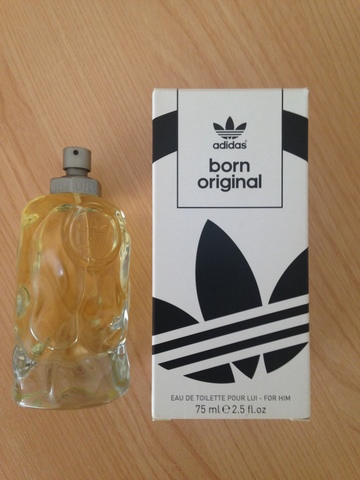 adidas
born
original
EAU DE TOILETTE POUR LUI - FOR HIM
75 ml ℮ 2.5 fl.oz